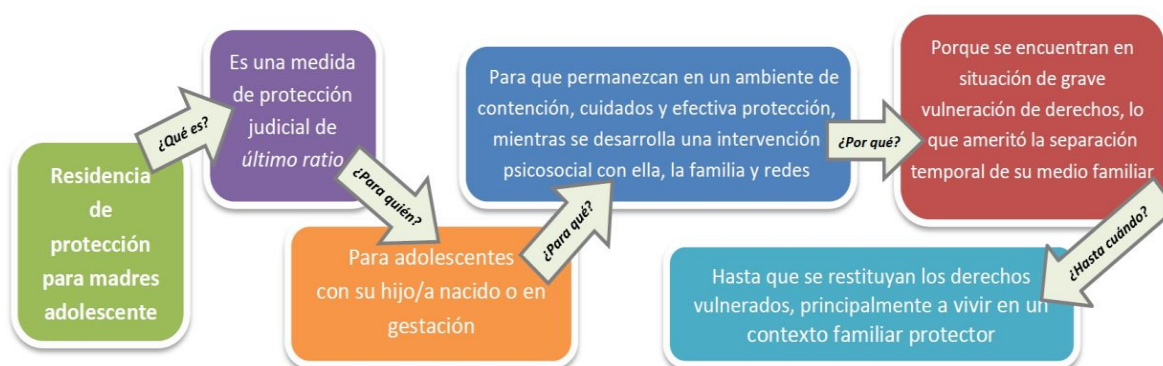 Residencia
de
protección
para madres
adolescente
¿Qué es?
Es una medida
de protección
judicial de
último ratio
¿Para quién?
Para adolescentes
con su hijo/a nacido o en
gestación
¿Para qué?
Para que permanezcan en un ambiente de
contención, cuidados y efectiva protección,
mientras se desarrolla una intervención
psicosocial con ella, la familia y redes
¿Por qué?
Porque se encuentran en
situación de grave
vulneración de derechos, lo
que ameritó la separación
temporal de su medio familiar
¿Hasta cuándo?
Hasta que se restituyan los derechos
vulnerados, principalmente a vivir en un
contexto familiar protector